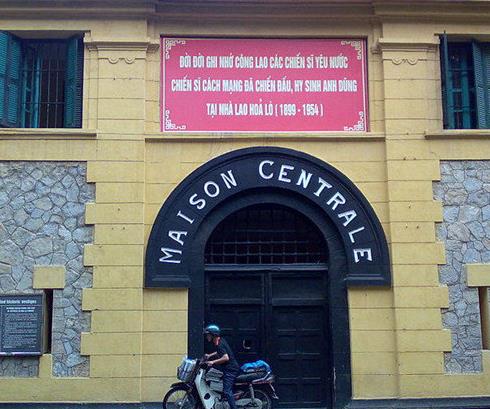 ĐỜI ĐỜI GHI NHỚ CÔNG LAO CÁC CHIẾN SĨ YÊU NƯỚC
CHIẾN SĨ CÁCH MẠNG ĐÃ CHIẾN ĐẤU, HY SINH ANH DŨNG
TẠI NHÀ LAO HOẢ LÒ ( 1899 - 1954 )
MAISON CENTRALE